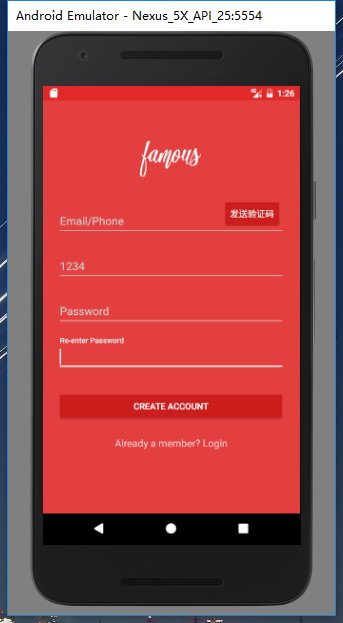 Android Emulator - Nexus_5X_API_25:5554
1:26
famous
Email/Phone
发送验证码
1234
Password
Re-enter Password
CREATE ACCOUNT
Already a member? Login